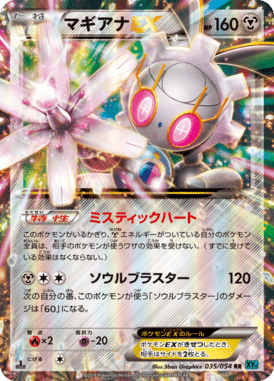 たね
マギアナEX
HP160
とくせい
特性
ミスティックハート
このポケモンがいるかぎり、エネルギーがついている自分のポケモン
全員は、相手のポケモンが使うワザの効果を受けない。(すでに受けて
いる効果はなくならない。)
ソウルブラスター 120
次の自分の番、このポケモンが使う「ソウルブラスター」のダメージ
は「60」になる。
弱点
×2
抵抗力
-20
ポケモンEXのルール
ポケモンEXがきぜつしたとき、
相手はサイドを2枚とる。
にげる
Illus.5ban Graphics
035/054 RR
XY